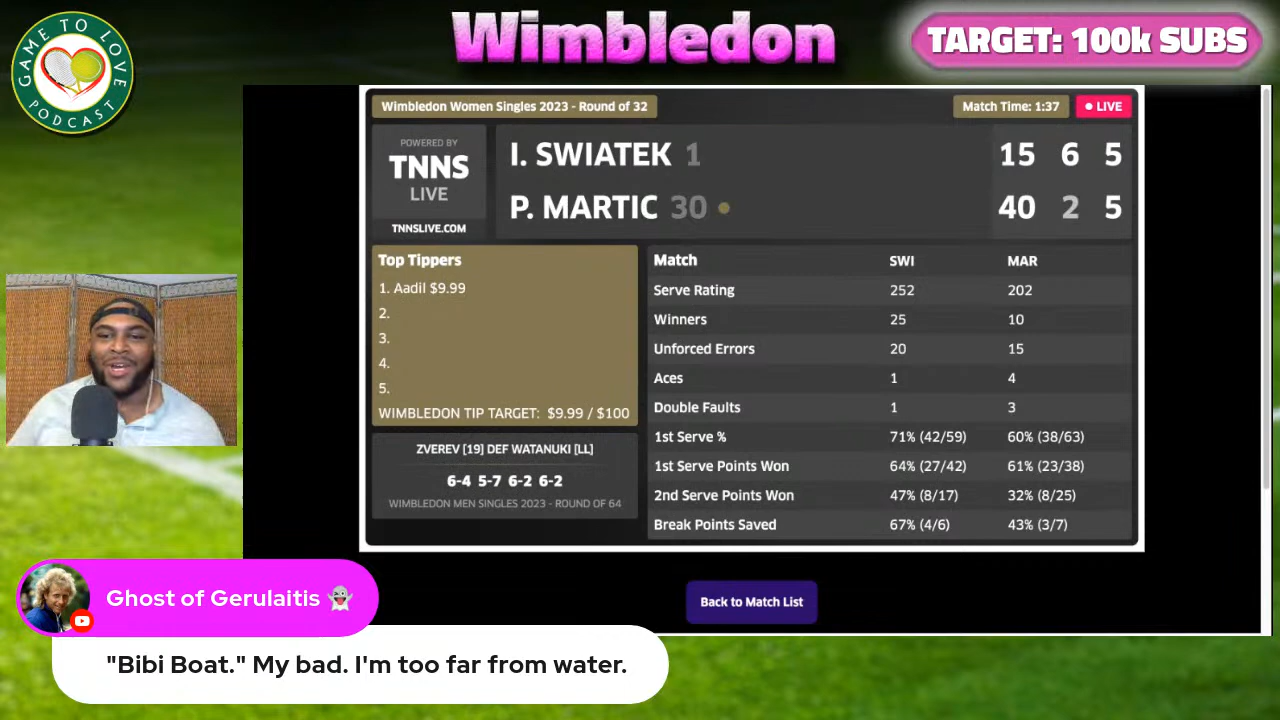 GAME TO LOVE
PODCAST
Wimbledon
TARGET: 100k SUBS
Wimbledon Women Singles 2023 - Round of 32
Match Time: 1:37
LIVE
POWERED BY
TNNS
LIVE
TNNSLIVE.COM
I. SWIATEK 1 15 6 5
P. MARTIC 30 40 2 5
Top Tippers
1. Aadil $9.99
2.
3.
4.
5.
WIMBLEDON TIP TARGET: $9.99 / $100
ZVEREV [19] DEF WATANUKI [LL]
6-4 5-7 6-2 6-2
WIMBLEDON MEN SINGLES 2023 - ROUND OF 64
Match SWI MAR
Serve Rating 252 202
Winners 25 10
Unforced Errors 20 15
Aces 1 4
Double Faults 1 3
1st Serve % 71% (42/59) 60% (38/63)
1st Serve Points Won 64% (27/42) 61% (23/38)
2nd Serve Points Won 47% (8/17) 32% (8/25)
Break Points Saved 67% (4/6) 43% (3/7)
Back to Match List
Ghost of Gerulaitis 👻
"Bibi Boat." My bad. I'm too far from water.